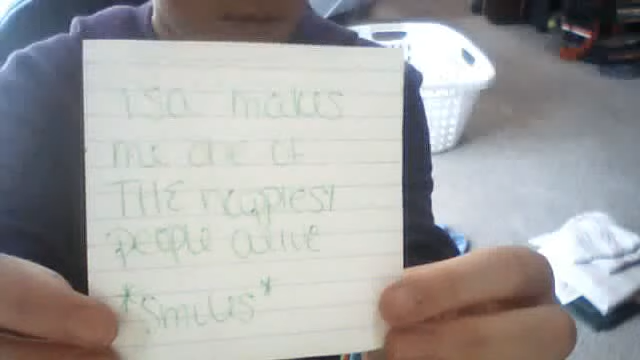 isa makes
me one of
THE happiest
people alive
*smiles*